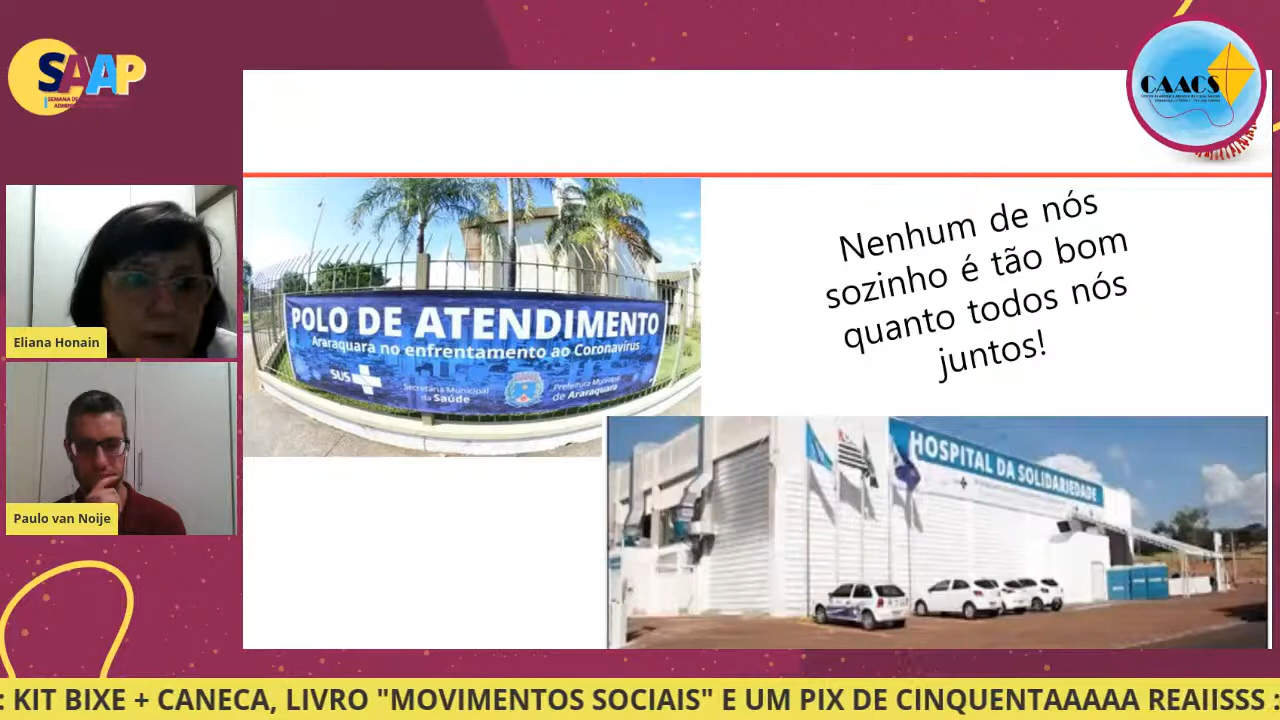 SAAP
CAACS
Nenhum de nós
sozinho é tão bom
quanto todos nós
juntos!
POLO DE ATENDIMENTO
Araraquara no enfrentamento ao Coronavírus
SUS
Secretaria Municipal
da Saúde
Prefeitura Municipal
de Araraquara
HOSPITAL DA SOLIDARIEDADE
Eliana Honain
Paulo van Noije
: KIT BIXE + CANECA, LIVRO "MOVIMENTOS SOCIAIS" E UM PIX DE CINQUENTAAAAA REAIISSS :